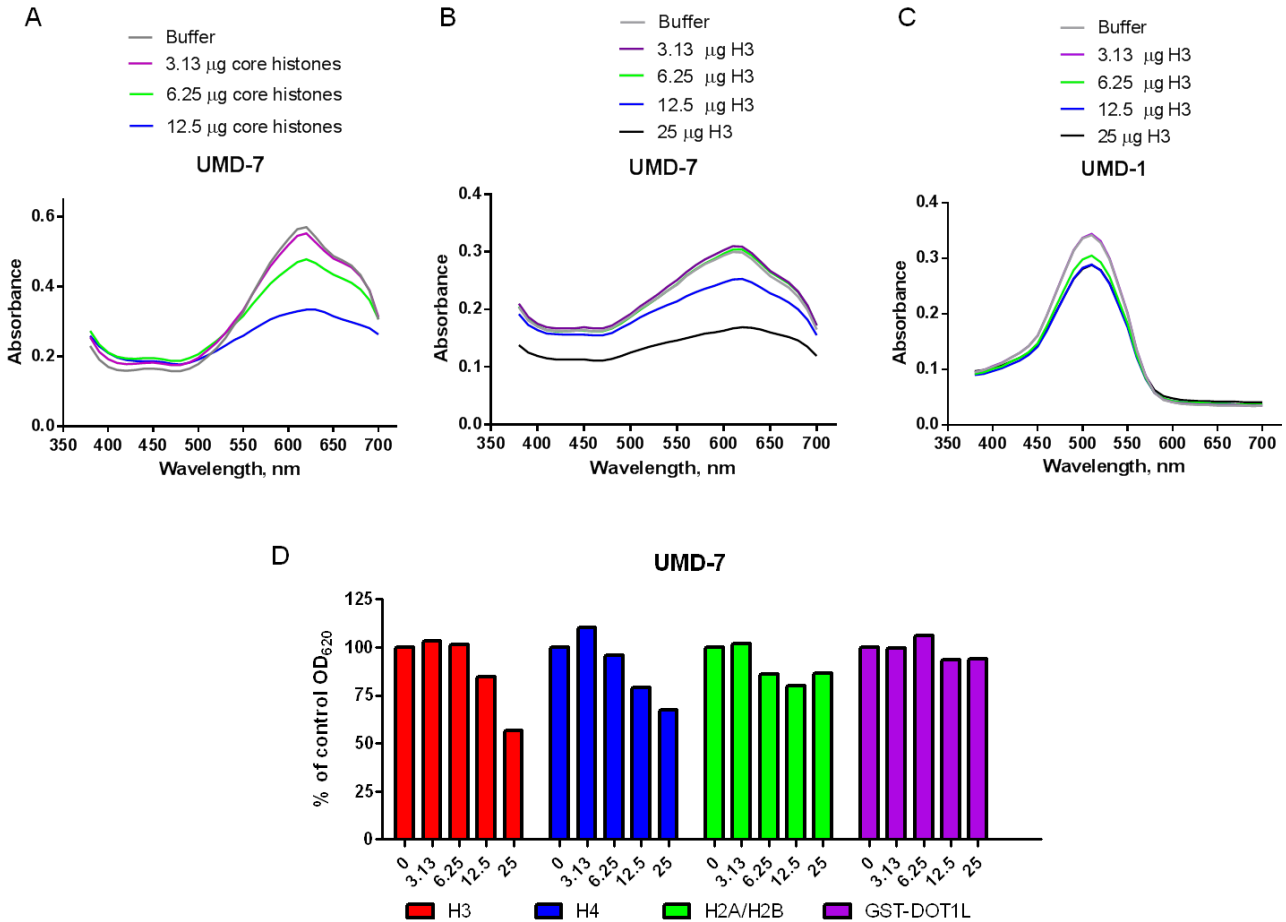 A
Buffer
3.13 μg core histones
6.25 μg core histones
12.5 μg core histones
UMD-7
Absorbance
0.6
0.4
0.2
0.0
350 400 450 500 550 600 650 700
Wavelength, nm
B
Buffer
3.13 μg H3
6.25 μg H3
12.5 μg H3
25 μg H3
UMD-7
Absorbance
0.4
0.3
0.2
0.1
0.0
350 400 450 500 550 600 650 700
Wavelength, nm
C
Buffer
3.13 μg H3
6.25 μg H3
12.5 μg H3
25 μg H3
UMD-1
Absorbance
0.4
0.3
0.2
0.1
0.0
350 400 450 500 550 600 650 700
Wavelength, nm
D
UMD-7
% of control OD620
125
100
75
50
25
0
0 3.13 6.25 12.5 25 0 3.13 6.25 12.5 25 0 3.13 6.25 12.5 25 0 3.13 6.25 12.5 25
H3 H4 H2A/H2B GST-DOT1L